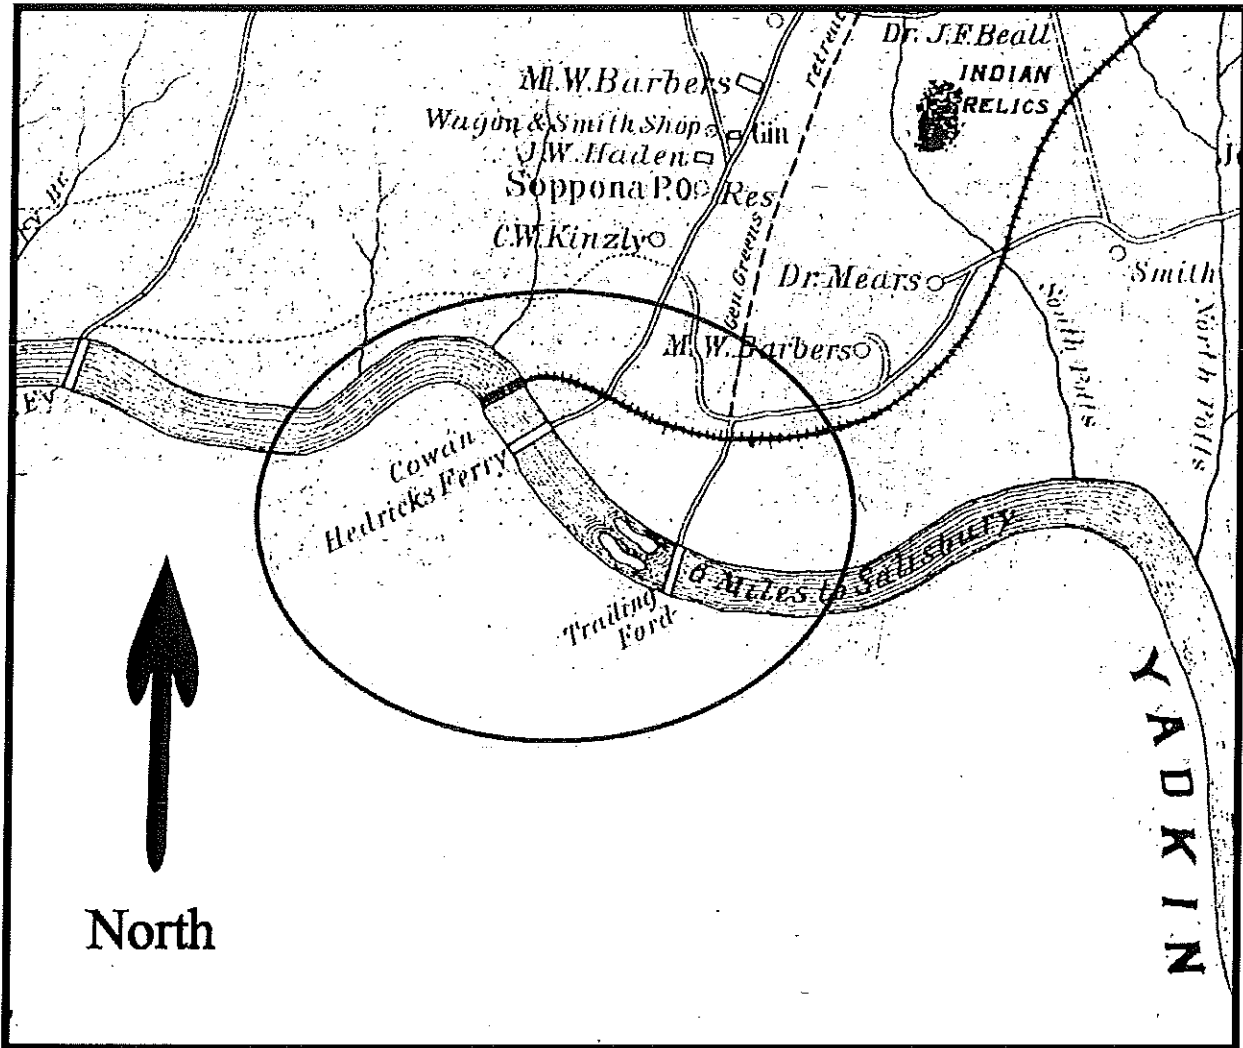 Dr. J.F. Beall
retreat
INDIAN
RELICS
M.W. Barbers
Wagon & Smith Shop
Gin
J.W. Haden
Soppona P.O.
Res
C.W. Kinzly
Gen. Greens
Dr. Mears
Smith
South Potts
North Potts
M.W. Barbers
Cowan
Hedricks Ferry
6 Miles to Salisbury
Trailing
Ford
YADKIN
North